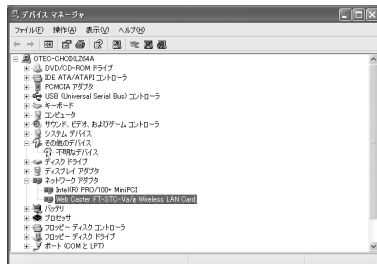 デバイス マネージャ
ファイル(F) 操作(A) 表示(V) ヘルプ(H)
OTEC-CHODXLZ64A
DVD/CD-ROM ドライブ
IDE ATA/ATAPI コントローラ
PCMCIA アダプタ
USB (Universal Serial Bus) コントローラ
キーボード
コンピュータ
サウンド、ビデオ、およびゲーム コントローラ
システム デバイス
その他のデバイス
不明なデバイス
ディスク ドライブ
ディスプレイ アダプタ
ネットワーク アダプタ
Intel(R) PRO/100+ MiniPCI
Web Caster FT-STC-Va/g Wireless LAN Card
バッテリ
プロセッサ
フロッピー ディスク コントローラ
フロッピー ディスク ドライブ
ポート (COM と LPT)